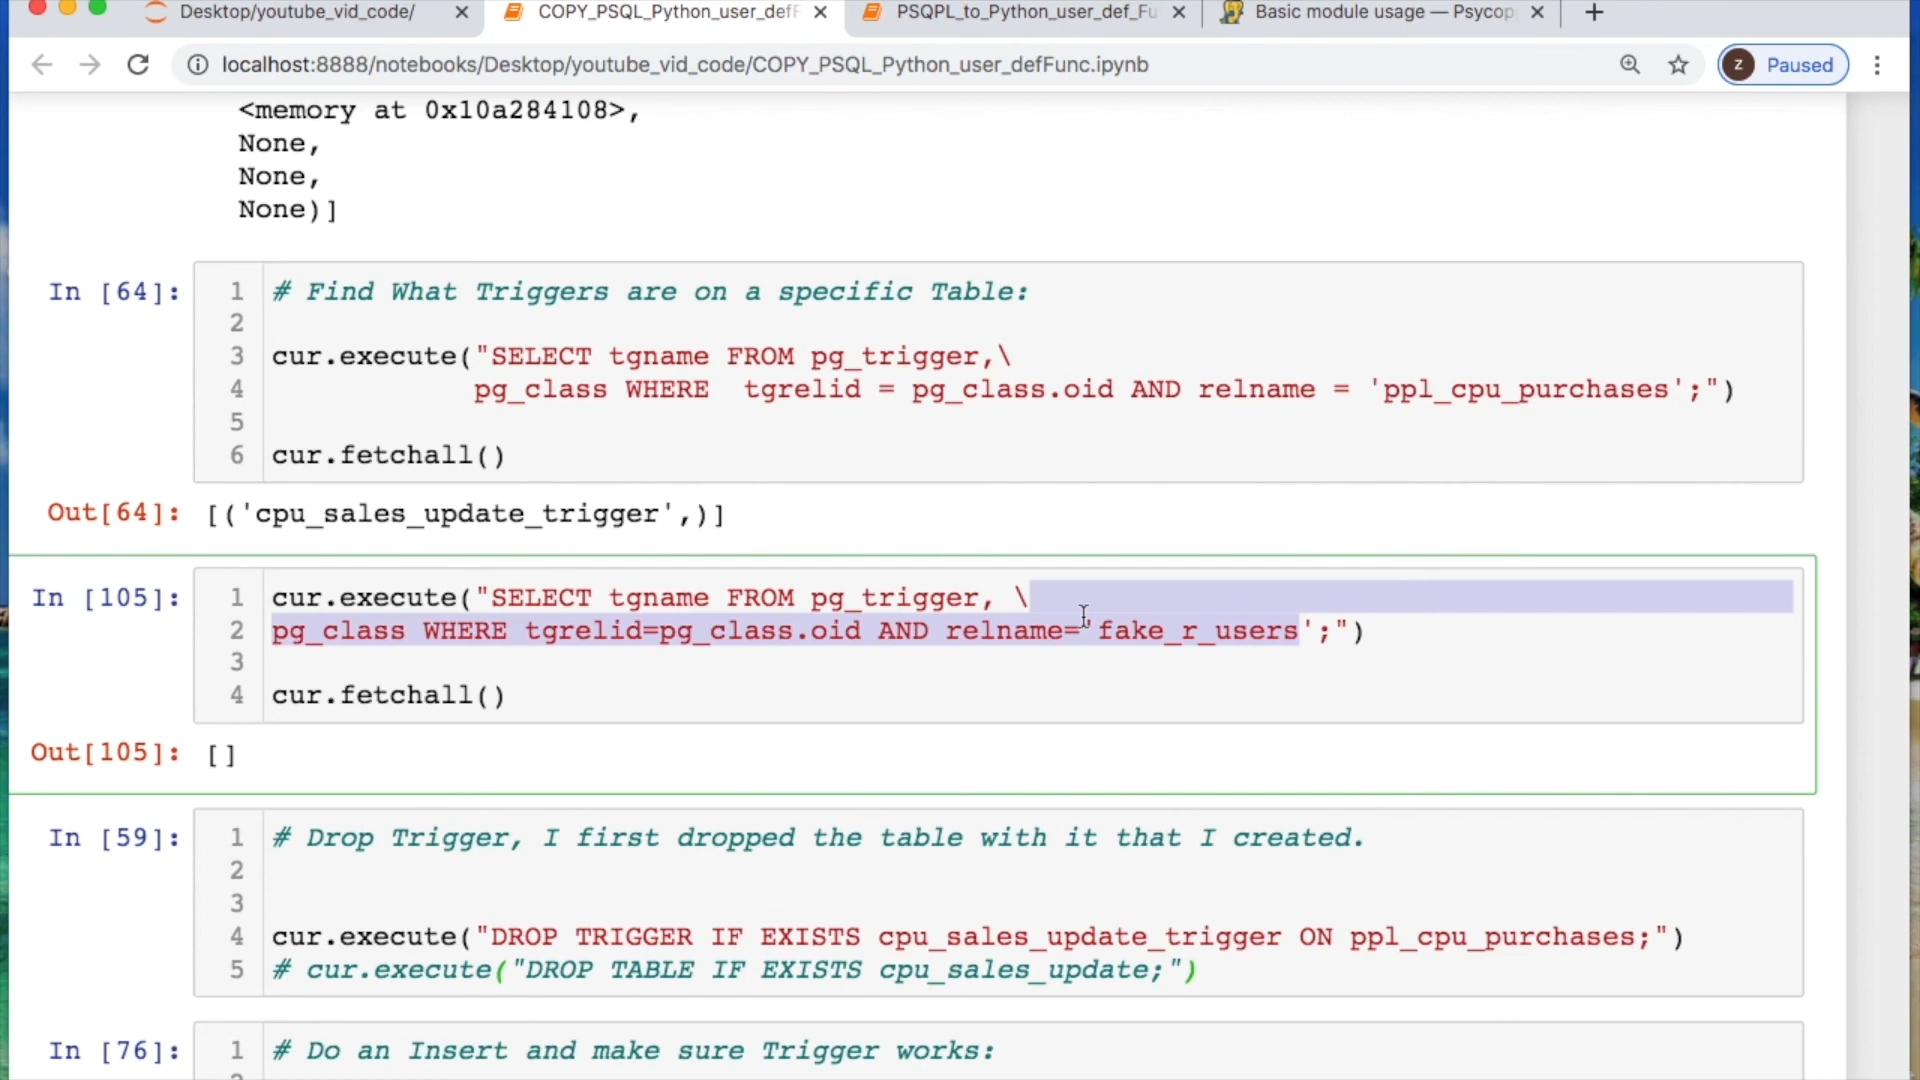 Desktop/youtube_vid_code/
COPY_PSQL_Python_user_defF
PSQPL_to_Python_user_def_Fu
Basic module usage — Psycop
localhost:8888/notebooks/Desktop/youtube_vid_code/COPY_PSQL_Python_user_defFunc.ipynb
z Paused
<memory at 0x10a284108>,
None,
None,
None)]
In [64]:
1 # Find What Triggers are on a specific Table:
2
3 cur.execute("SELECT tgname FROM pg_trigger,\
4 pg_class WHERE tgrelid = pg_class.oid AND relname = 'ppl_cpu_purchases';")
5
6 cur.fetchall()
Out[64]: [('cpu_sales_update_trigger',)]
In [105]:
1 cur.execute("SELECT tgname FROM pg_trigger, \
2 pg_class WHERE tgrelid=pg_class.oid AND relname='fake_r_users';")
3
4 cur.fetchall()
Out[105]: []
In [59]:
1 # Drop Trigger, I first dropped the table with it that I created.
2
3
4 cur.execute("DROP TRIGGER IF EXISTS cpu_sales_update_trigger ON ppl_cpu_purchases;")
5 # cur.execute("DROP TABLE IF EXISTS cpu_sales_update;")
In [76]:
1 # Do an Insert and make sure Trigger works: